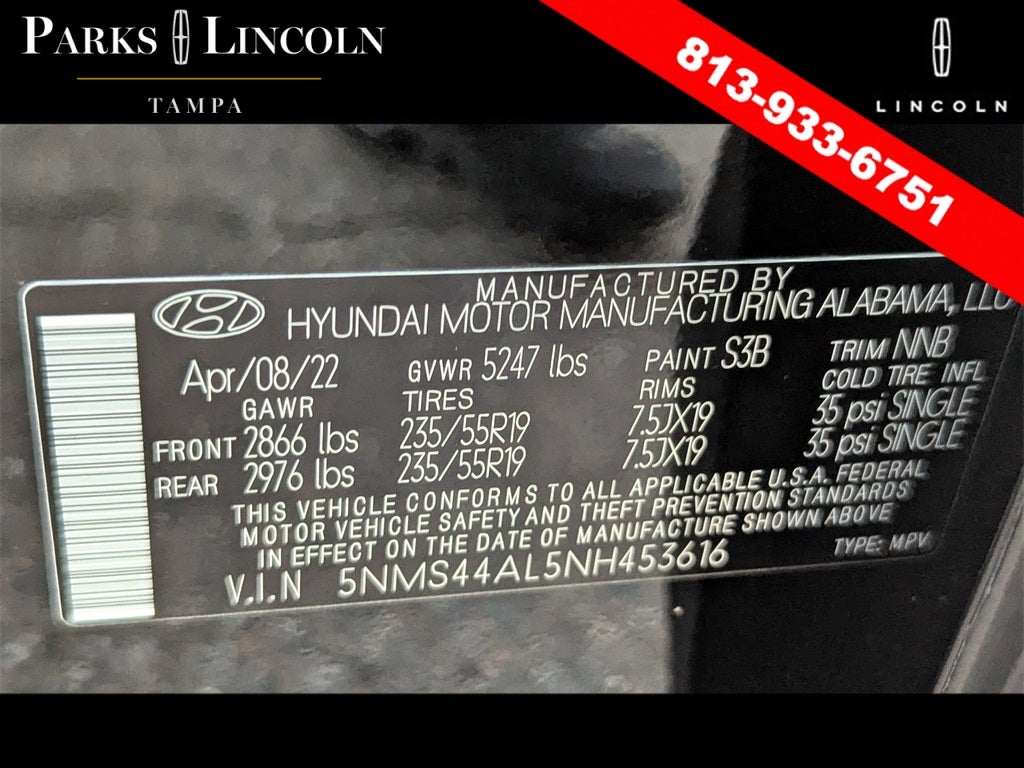 PARKS LINCOLN
TAMPA
LINCOLN
813-933-6751
MANUFACTURED BY
HYUNDAI MOTOR MANUFACTURING ALABAMA, LLC
Apr/08/22 GVWR 5247 lbs PAINT S3B TRIM NNB
GAWR TIRES RIMS COLD TIRE INFL
FRONT 2866 lbs 235/55R19 7.5JX19 35 psi SINGLE
REAR 2976 lbs 235/55R19 7.5JX19 35 psi SINGLE
THIS VEHICLE CONFORMS TO ALL APPLICABLE U.S.A. FEDERAL
MOTOR VEHICLE SAFETY AND THEFT PREVENTION STANDARDS
IN EFFECT ON THE DATE OF MANUFACTURE SHOWN ABOVE
V.I.N 5NMS44AL5NH453616 TYPE: MPV